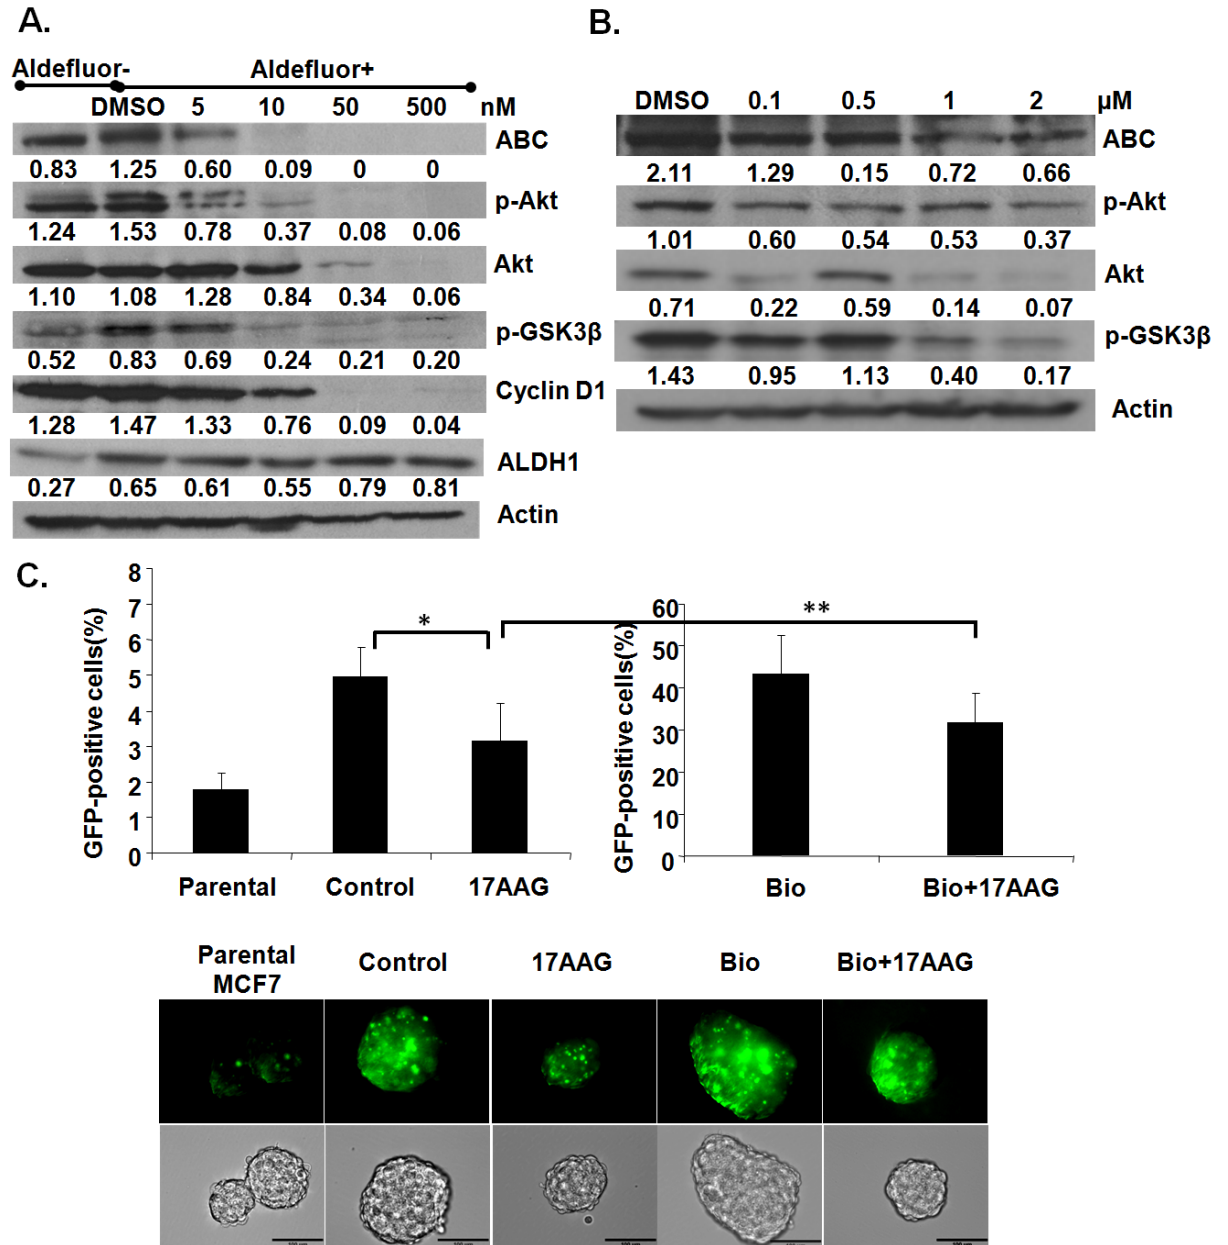 A.
Aldefluor- Aldefluor+
DMSO 5 10 50 500 nM
ABC
0.83 1.25 0.60 0.09 0 0
p-Akt
1.24 1.53 0.78 0.37 0.08 0.06
Akt
1.10 1.08 1.28 0.84 0.34 0.06
p-GSK3β
0.52 0.83 0.69 0.24 0.21 0.20
Cyclin D1
1.28 1.47 1.33 0.76 0.09 0.04
ALDH1
0.27 0.65 0.61 0.55 0.79 0.81
Actin
B.
DMSO 0.1 0.5 1 2 µM
ABC
2.11 1.29 0.15 0.72 0.66
p-Akt
1.01 0.60 0.54 0.53 0.37
Akt
0.71 0.22 0.59 0.14 0.07
p-GSK3β
1.43 0.95 1.13 0.40 0.17
Actin
C.
GFP-positive cells(%)
8
7
6
5
4
3
2
1
0
*
Parental Control 17AAG
**
GFP-positive cells(%)
60
50
40
30
20
10
0
Bio Bio+17AAG
Parental
MCF7
Control 17AAG Bio Bio+17AAG